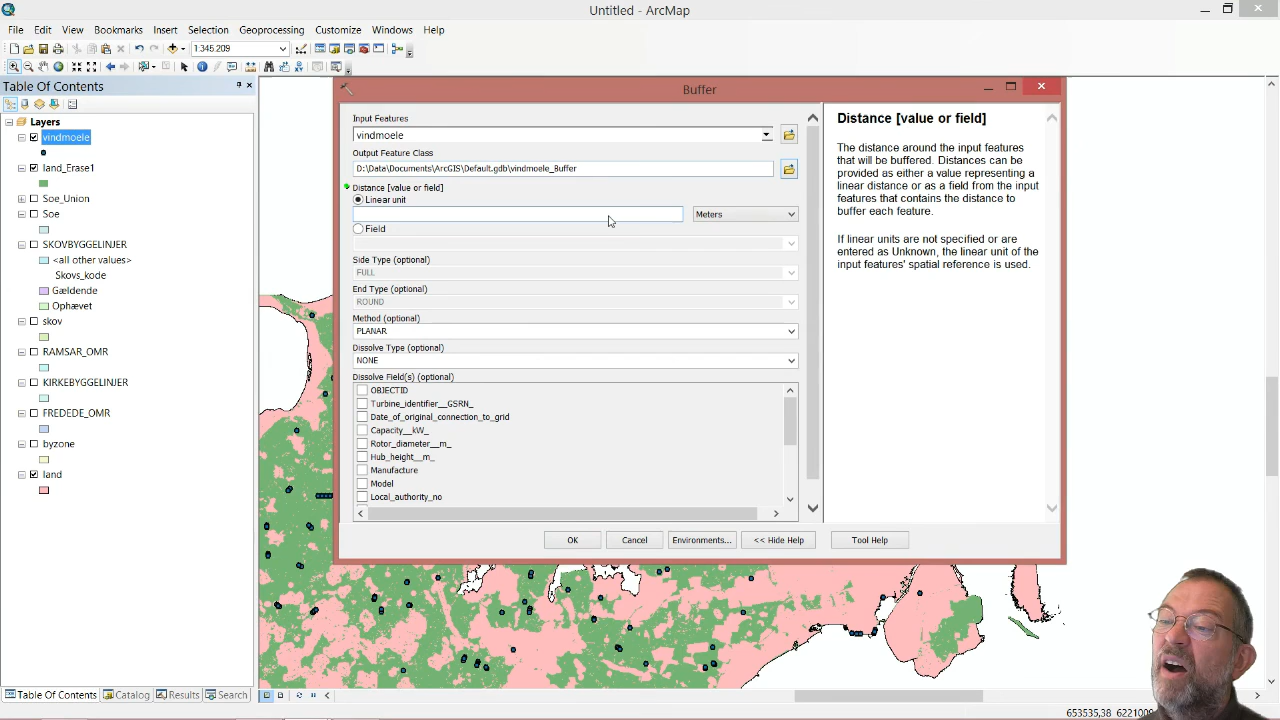 Untitled - ArcMap
File Edit View Bookmarks Insert Selection Geoprocessing Customize Windows Help
1:345.209
Table Of Contents
Layers
vindmoele
land_Erase1
Soe_Union
Soe
SKOVBYGGELINJER
<all other values>
Skovs_kode
Gældende
Ophævet
skov
RAMSAR_OMR
KIRKEBYGGELINJER
FREDEDE_OMR
byzone
land
Table Of Contents Catalog Results Search
Buffer
Input Features
vindmoele
Output Feature Class
D:\Data\Documents\ArcGIS\Default.gdb\vindmoele_Buffer
Distance [value or field]
Linear unit
Meters
Field
Side Type (optional)
FULL
End Type (optional)
ROUND
Method (optional)
PLANAR
Dissolve Type (optional)
NONE
Dissolve Field(s) (optional)
OBJECTID
Turbine_identifier__GSRN_
Date_of_original_connection_to_grid
Capacity__kW_
Rotor_diameter__m_
Hub_height__m_
Manufacture
Model
Local_authority_no
OK Cancel Environments... << Hide Help Tool Help
Distance [value or field]
The distance around the input features
that will be buffered. Distances can be
provided as either a value representing a
linear distance or as a field from the input
features that contains the distance to
buffer each feature.
If linear units are not specified or are
entered as Unknown, the linear unit of the
input features' spatial reference is used.
653535,38 6221009